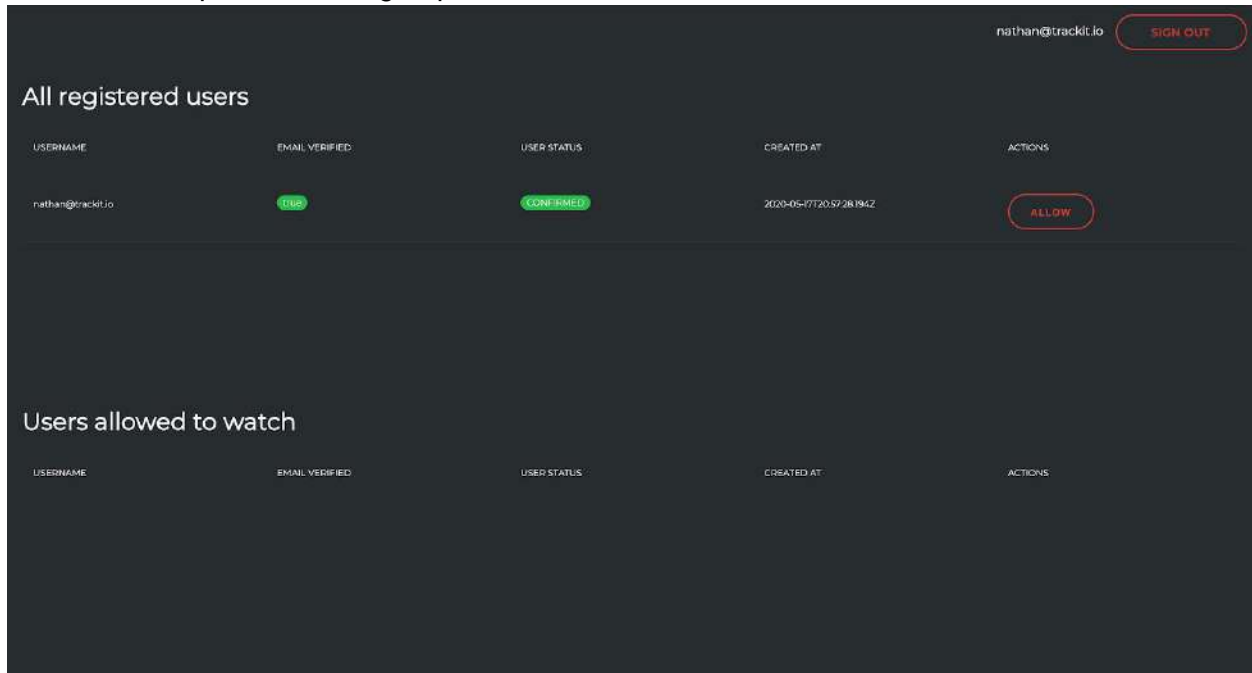 nathan@trackit.io SIGN OUT
All registered users
USERNAME EMAIL VERIFIED USER STATUS CREATED AT ACTIONS
nathan@trackit.io true CONFIRMED 2020-05-17T20:57:28.194Z ALLOW
Users allowed to watch
USERNAME EMAIL VERIFIED USER STATUS CREATED AT ACTIONS